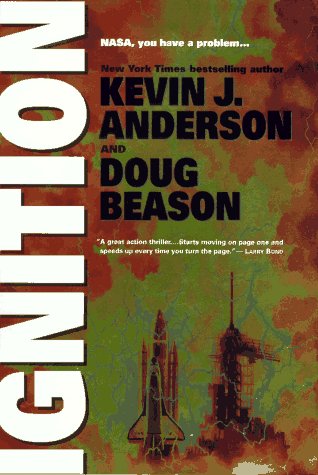 IGNITION
NASA, you have a problem...
New York Times bestselling author
KEVIN J.
ANDERSON
AND
DOUG
BEASON
"A great action thriller....Starts moving on page one and
speeds up every time you turn the page."—LARRY BOND